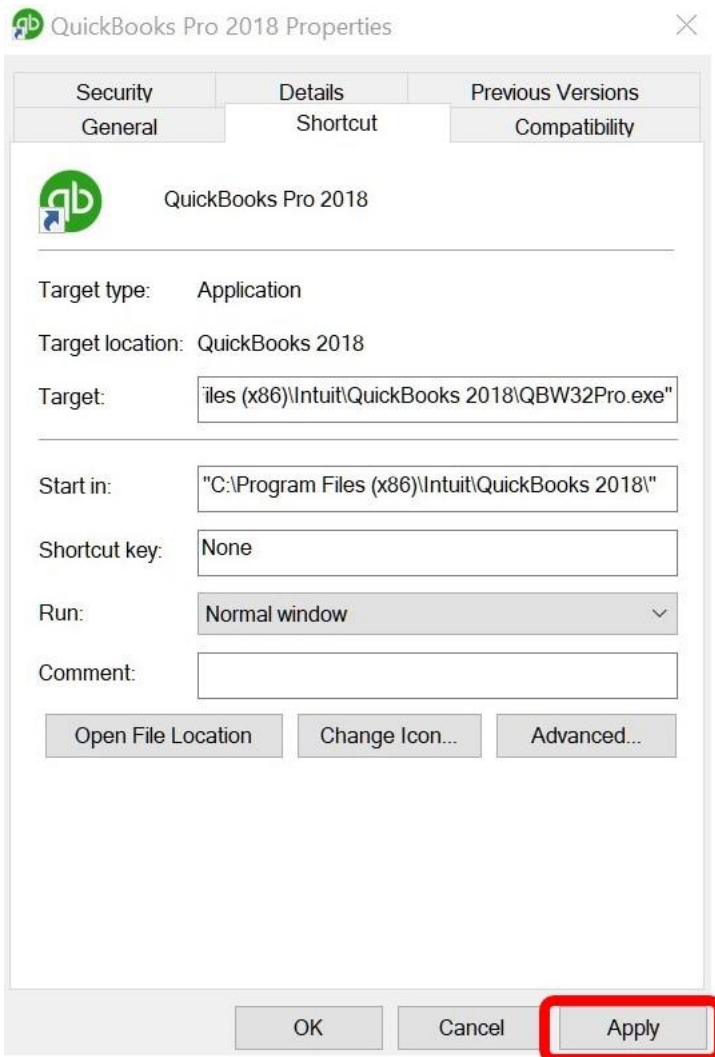 QuickBooks Pro 2018 Properties
Security Details Previous Versions
General Shortcut Compatibility
qb QuickBooks Pro 2018
Target type: Application
Target location: QuickBooks 2018
Target: iles (x86)\Intuit\QuickBooks 2018\QBW32Pro.exe"
Start in: "C:\Program Files (x86)\Intuit\QuickBooks 2018\"
Shortcut key: None
Run: Normal window
Comment:
Open File Location Change Icon... Advanced...
OK Cancel Apply